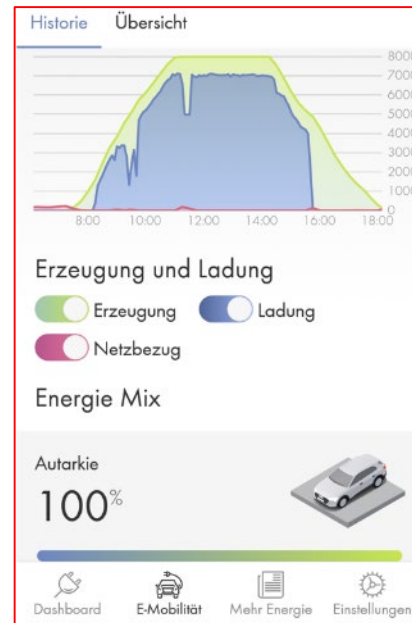 Historie Übersicht
8000
7000
6000
5000
4000
3000
2000
1000
0
8:00 10:00 12:00 14:00 16:00 18:00
Erzeugung und Ladung
Erzeugung Ladung
Netzbezug
Energie Mix
Autarkie
100%
Dashboard E-Mobilität Mehr Energie Einstellungen